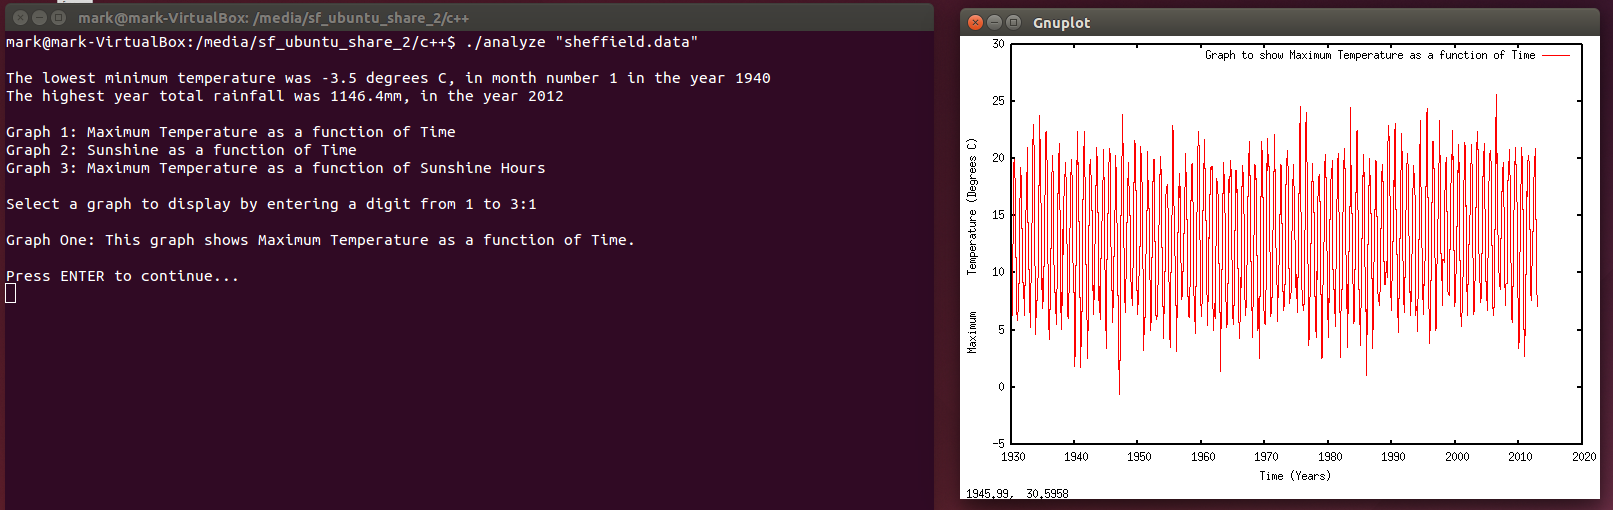 mark@mark-VirtualBox: /media/sf_ubuntu_share_2/c++
mark@mark-VirtualBox:/media/sf_ubuntu_share_2/c++$ ./analyze "sheffield.data"
The lowest minimum temperature was -3.5 degrees C, in month number 1 in the year 1940
The highest year total rainfall was 1146.4mm, in the year 2012
Graph 1: Maximum Temperature as a function of Time
Graph 2: Sunshine as a function of Time
Graph 3: Maximum Temperature as a function of Sunshine Hours
Select a graph to display by entering a digit from 1 to 3:1
Graph One: This graph shows Maximum Temperature as a function of Time.
Press ENTER to continue...
Gnuplot
Graph to show Maximum Temperature as a function of Time
30
25
20
15
10
5
0
-5
Maximum Temperature (Degrees C)
1930 1940 1950 1960 1970 1980 1990 2000 2010 2020
Time (Years)
1945.99, 30.5958